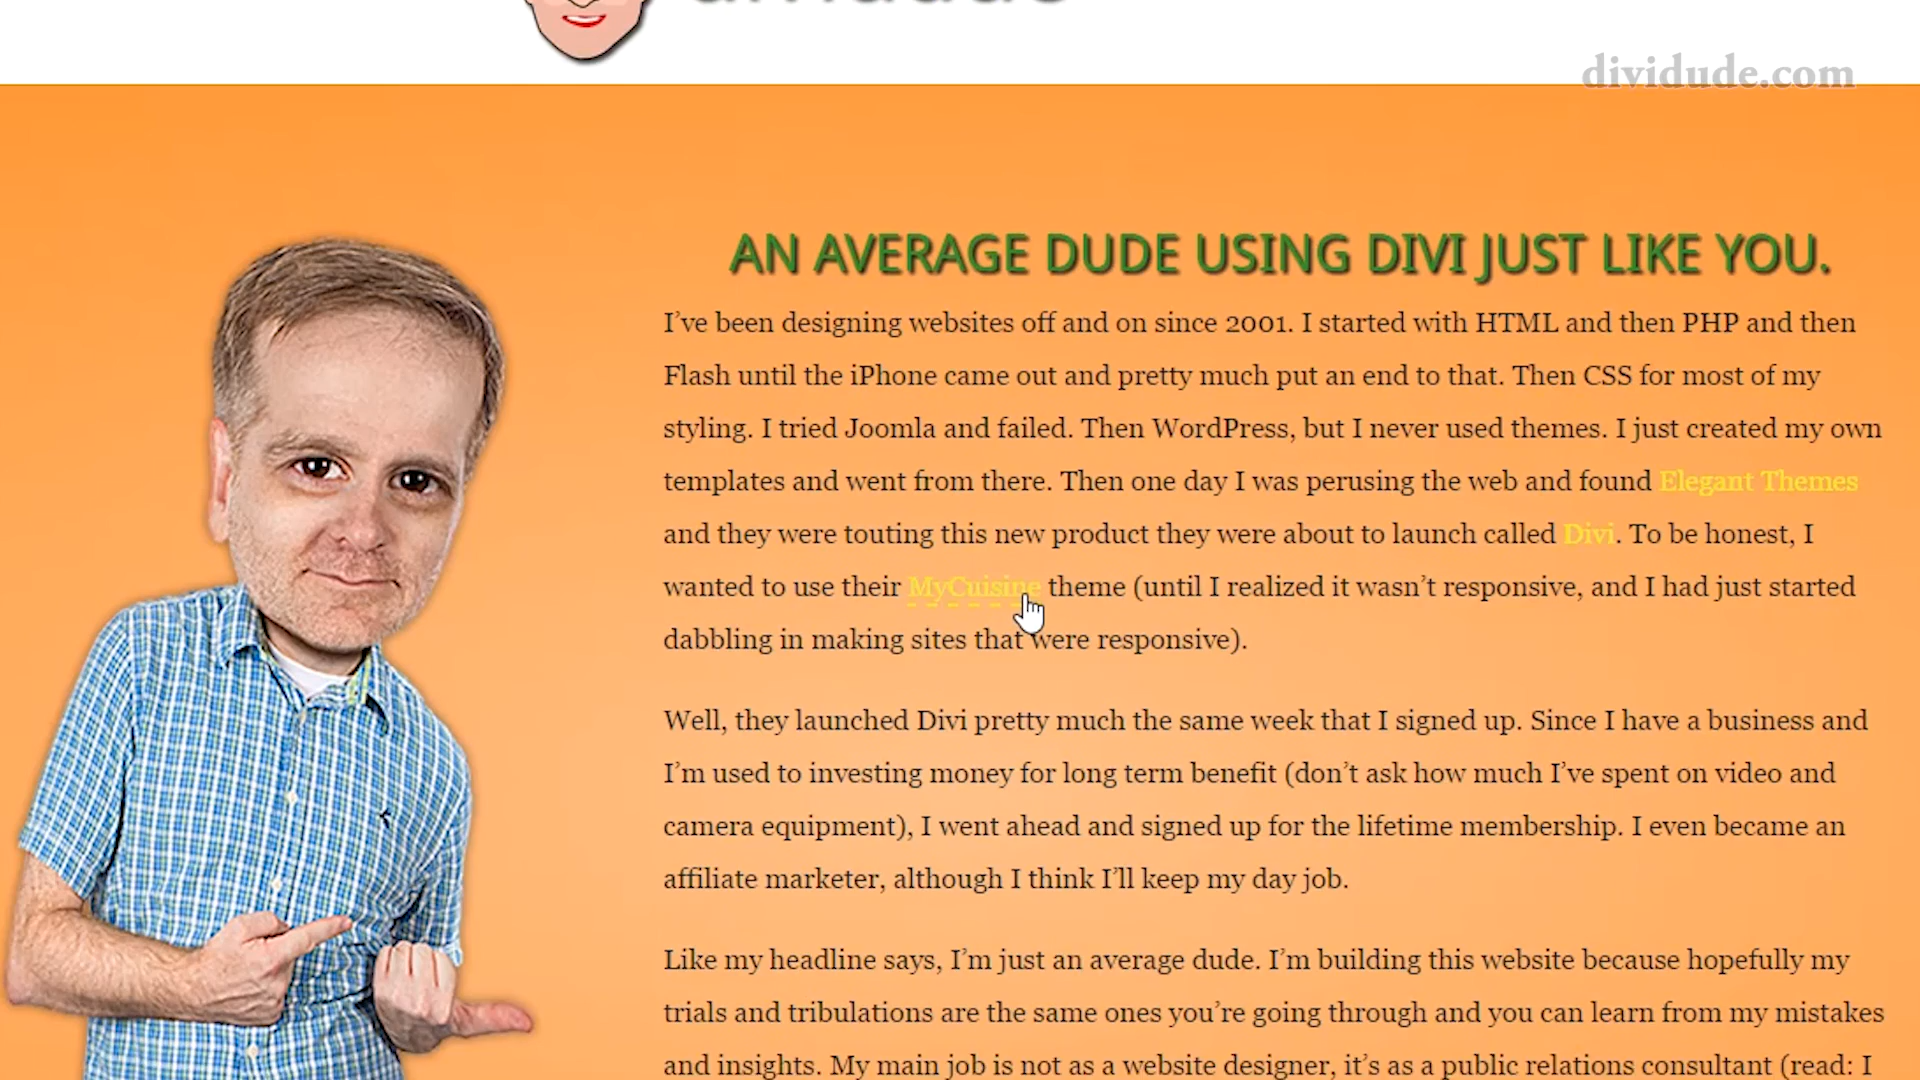 dividude.com
AN AVERAGE DUDE USING DIVI JUST LIKE YOU.
I’ve been designing websites off and on since 2001. I started with HTML and then PHP and then
Flash until the iPhone came out and pretty much put an end to that. Then CSS for most of my
styling. I tried Joomla and failed. Then WordPress, but I never used themes. I just created my own
templates and went from there. Then one day I was perusing the web and found Elegant Themes
and they were touting this new product they were about to launch called Divi. To be honest, I
wanted to use their MyCuisine theme (until I realized it wasn’t responsive, and I had just started
dabbling in making sites that were responsive).
Well, they launched Divi pretty much the same week that I signed up. Since I have a business and
I’m used to investing money for long term benefit (don’t ask how much I’ve spent on video and
camera equipment), I went ahead and signed up for the lifetime membership. I even became an
affiliate marketer, although I think I’ll keep my day job.
Like my headline says, I’m just an average dude. I’m building this website because hopefully my
trials and tribulations are the same ones you’re going through and you can learn from my mistakes
and insights. My main job is not as a website designer, it’s as a public relations consultant (read: I